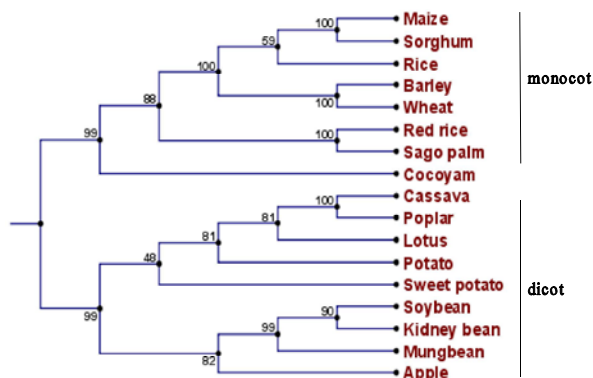 100 Maize
59 Sorghum
100 Rice
Barley
monocot
88 100 Wheat
99 100 Red rice
Sago palm
Cocoyam
100 Cassava
81 Poplar
81 Lotus
48 Potato
Sweet potato
dicot
99 90 Soybean
99 Kidney bean
82 Mungbean
Apple